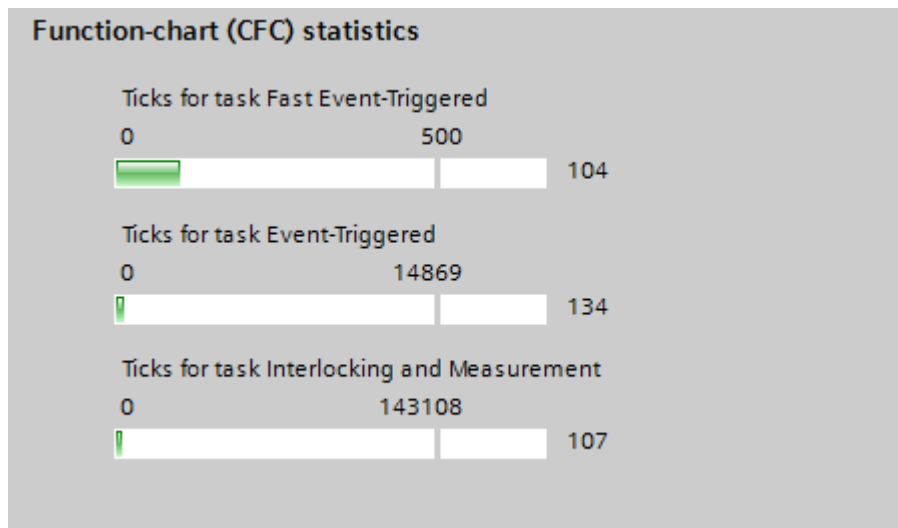 Function-chart (CFC) statistics
Ticks for task Fast Event-Triggered
0 500
104
Ticks for task Event-Triggered
0 14869
134
Ticks for task Interlocking and Measurement
0 143108
107